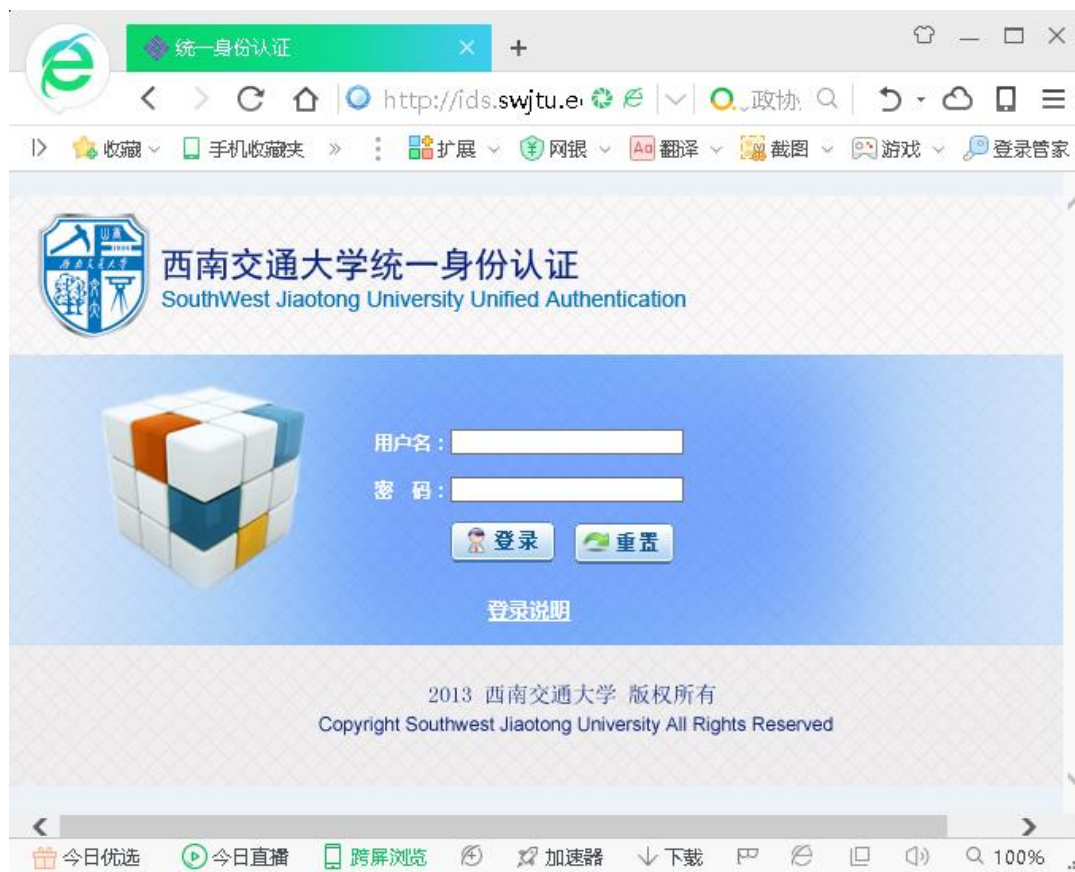 统一身份认证
http://ids.swjtu.e
政协
收藏
手机收藏夹
扩展
网银
翻译
截图
游戏
登录管家
西南交通大学统一身份认证
SouthWest Jiaotong University Unified Authentication
用户名：
密 码：
登录
重置
登录说明
2013 西南交通大学 版权所有
Copyright Southwest Jiaotong University All Rights Reserved
今日优选
今日直播
跨屏浏览
加速器
下载
100%